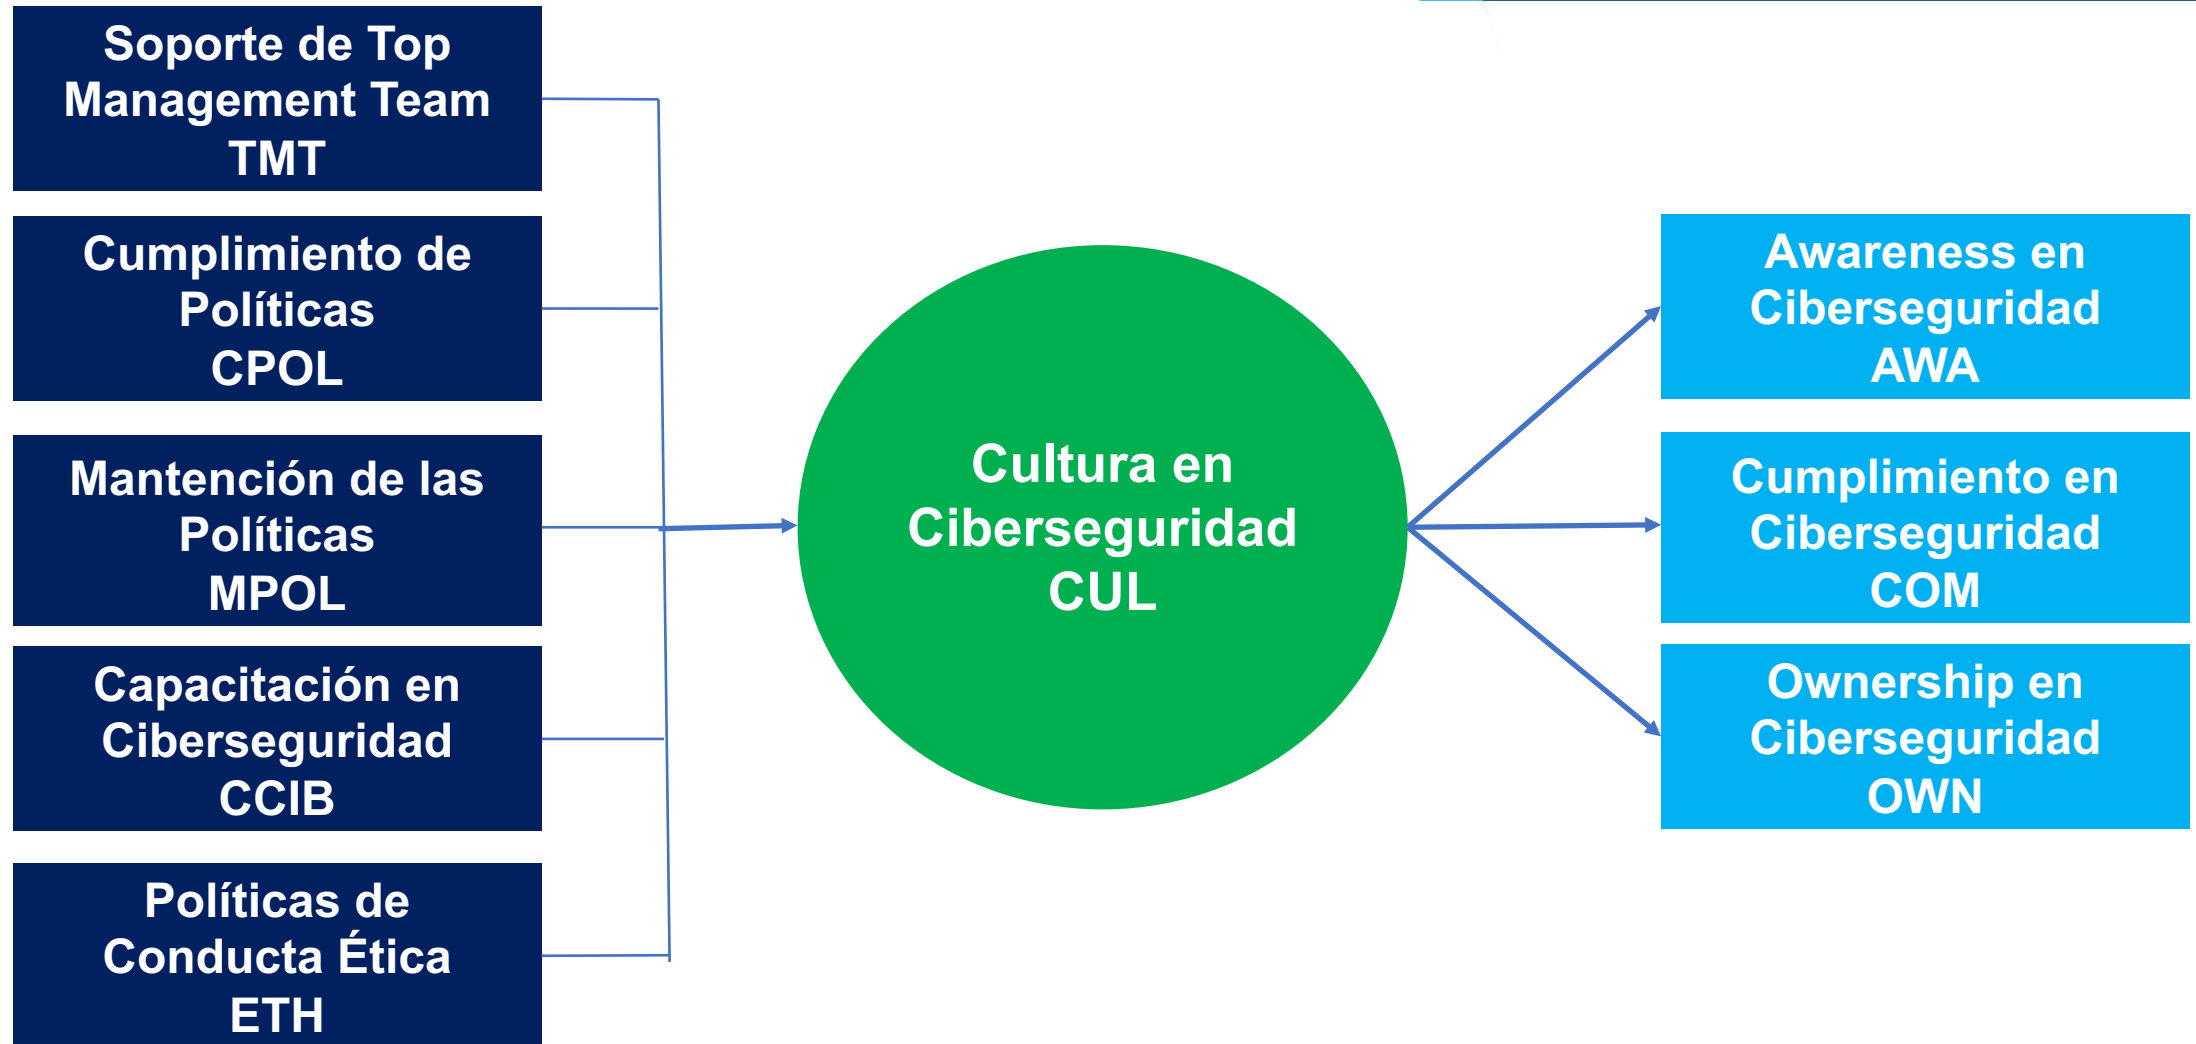 Soporte de Top
Management Team
TMT
Cumplimiento de
Políticas
CPOL
Mantención de las
Políticas
MPOL
Capacitación en
Ciberseguridad
CCIB
Políticas de
Conducta Ética
ETH
Cultura en
Ciberseguridad
CUL
Awareness en
Ciberseguridad
AWA
Cumplimiento en
Ciberseguridad
COM
Ownership en
Ciberseguridad
OWN